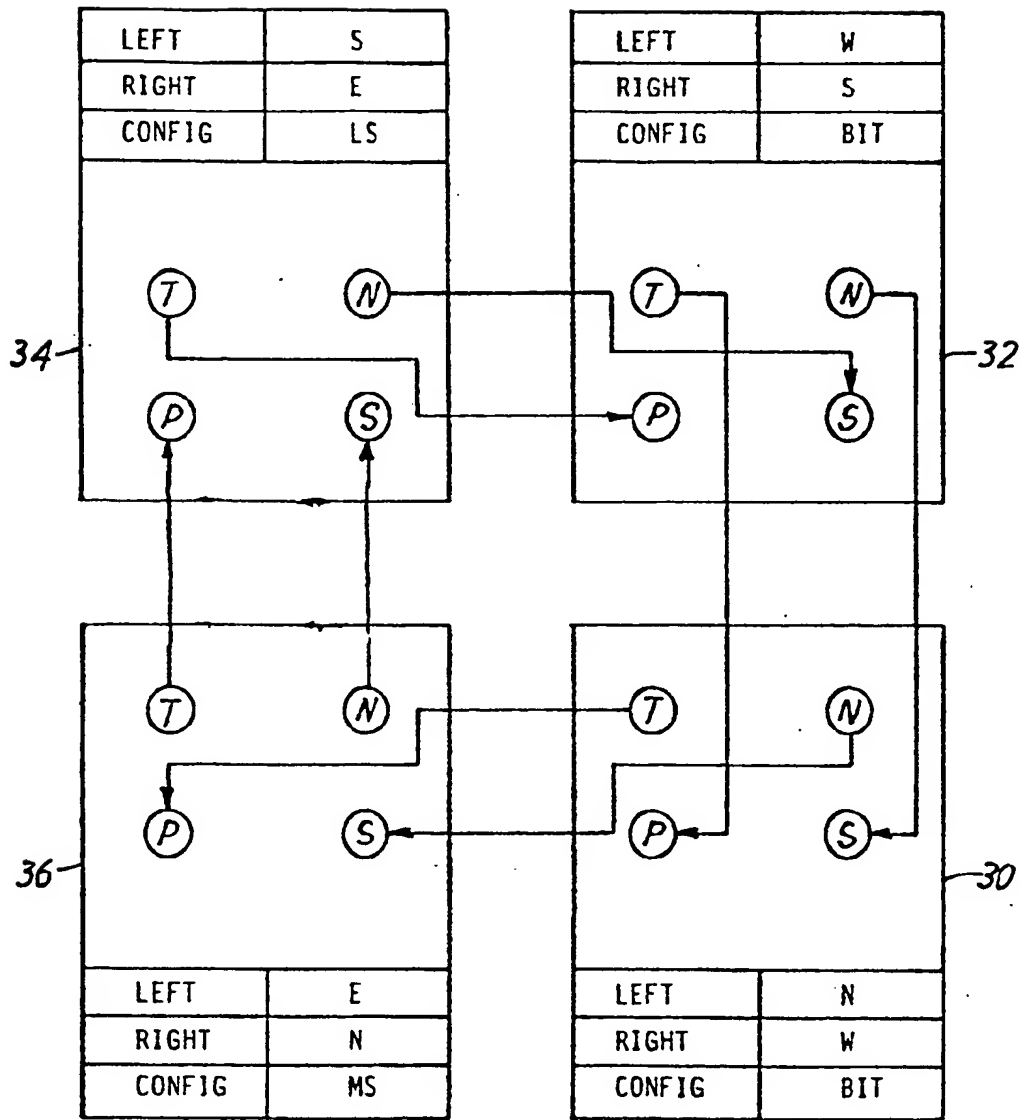 LEFT S LEFT W
RIGHT E RIGHT S
CONFIG LS CONFIG BIT
T N T N
34 32
P S P S
T N T N
P S P S
36 30
LEFT E LEFT N
RIGHT N RIGHT W
CONFIG MS CONFIG BIT